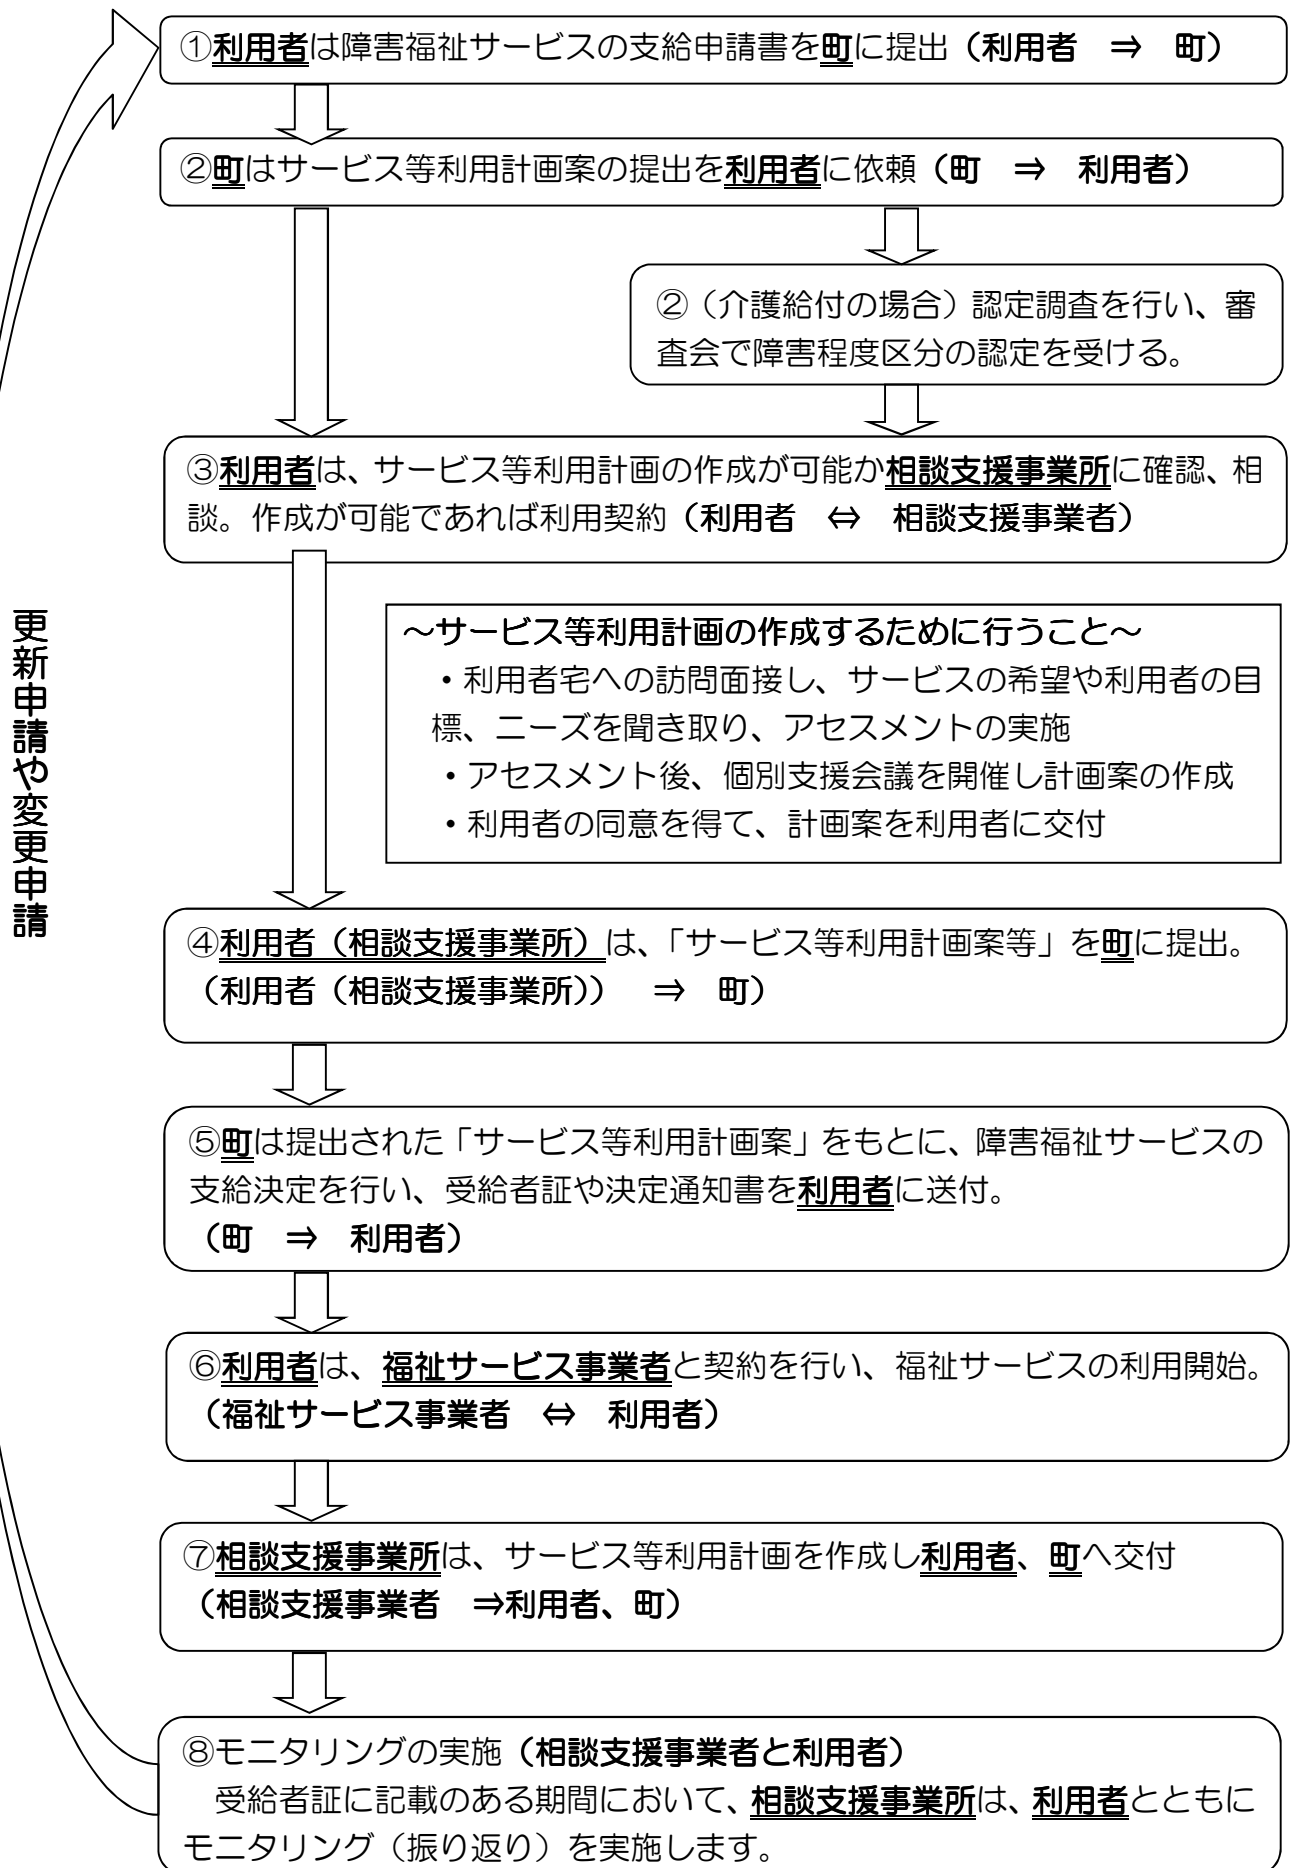 ①利用者は障害福祉サービスの支給申請書を町に提出（利用者　⇒　町）
②町はサービス等利用計画案の提出を利用者に依頼（町　⇒　利用者）
②（介護給付の場合）認定調査を行い、審
査会で障害程度区分の認定を受ける。
③利用者は、サービス等利用計画の作成が可能か相談支援事業所に確認、相
談。作成が可能であれば利用契約（利用者　⇔　相談支援事業者）
～サービス等利用計画の作成するために行うこと～
・利用者宅への訪問面接し、サービスの希望や利用者の目
標、ニーズを聞き取り、アセスメントの実施
・アセスメント後、個別支援会議を開催し計画案の作成
・利用者の同意を得て、計画案を利用者に交付
④利用者（相談支援事業所）は、「サービス等利用計画案等」を町に提出。
（利用者（相談支援事業所））　⇒　町）
⑤町は提出された「サービス等利用計画案」をもとに、障害福祉サービスの
支給決定を行い、受給者証や決定通知書を利用者に送付。
（町　⇒　利用者）
⑥利用者は、福祉サービス事業者と契約を行い、福祉サービスの利用開始。
（福祉サービス事業者　⇔　利用者）
⑦相談支援事業所は、サービス等利用計画を作成し利用者、町へ交付
（相談支援事業者　⇒利用者、町）
⑧モニタリングの実施（相談支援事業者と利用者）
受給者証に記載のある期間において、相談支援事業所は、利用者とともに
モニタリング（振り返り）を実施します。
更新申請や変更申請